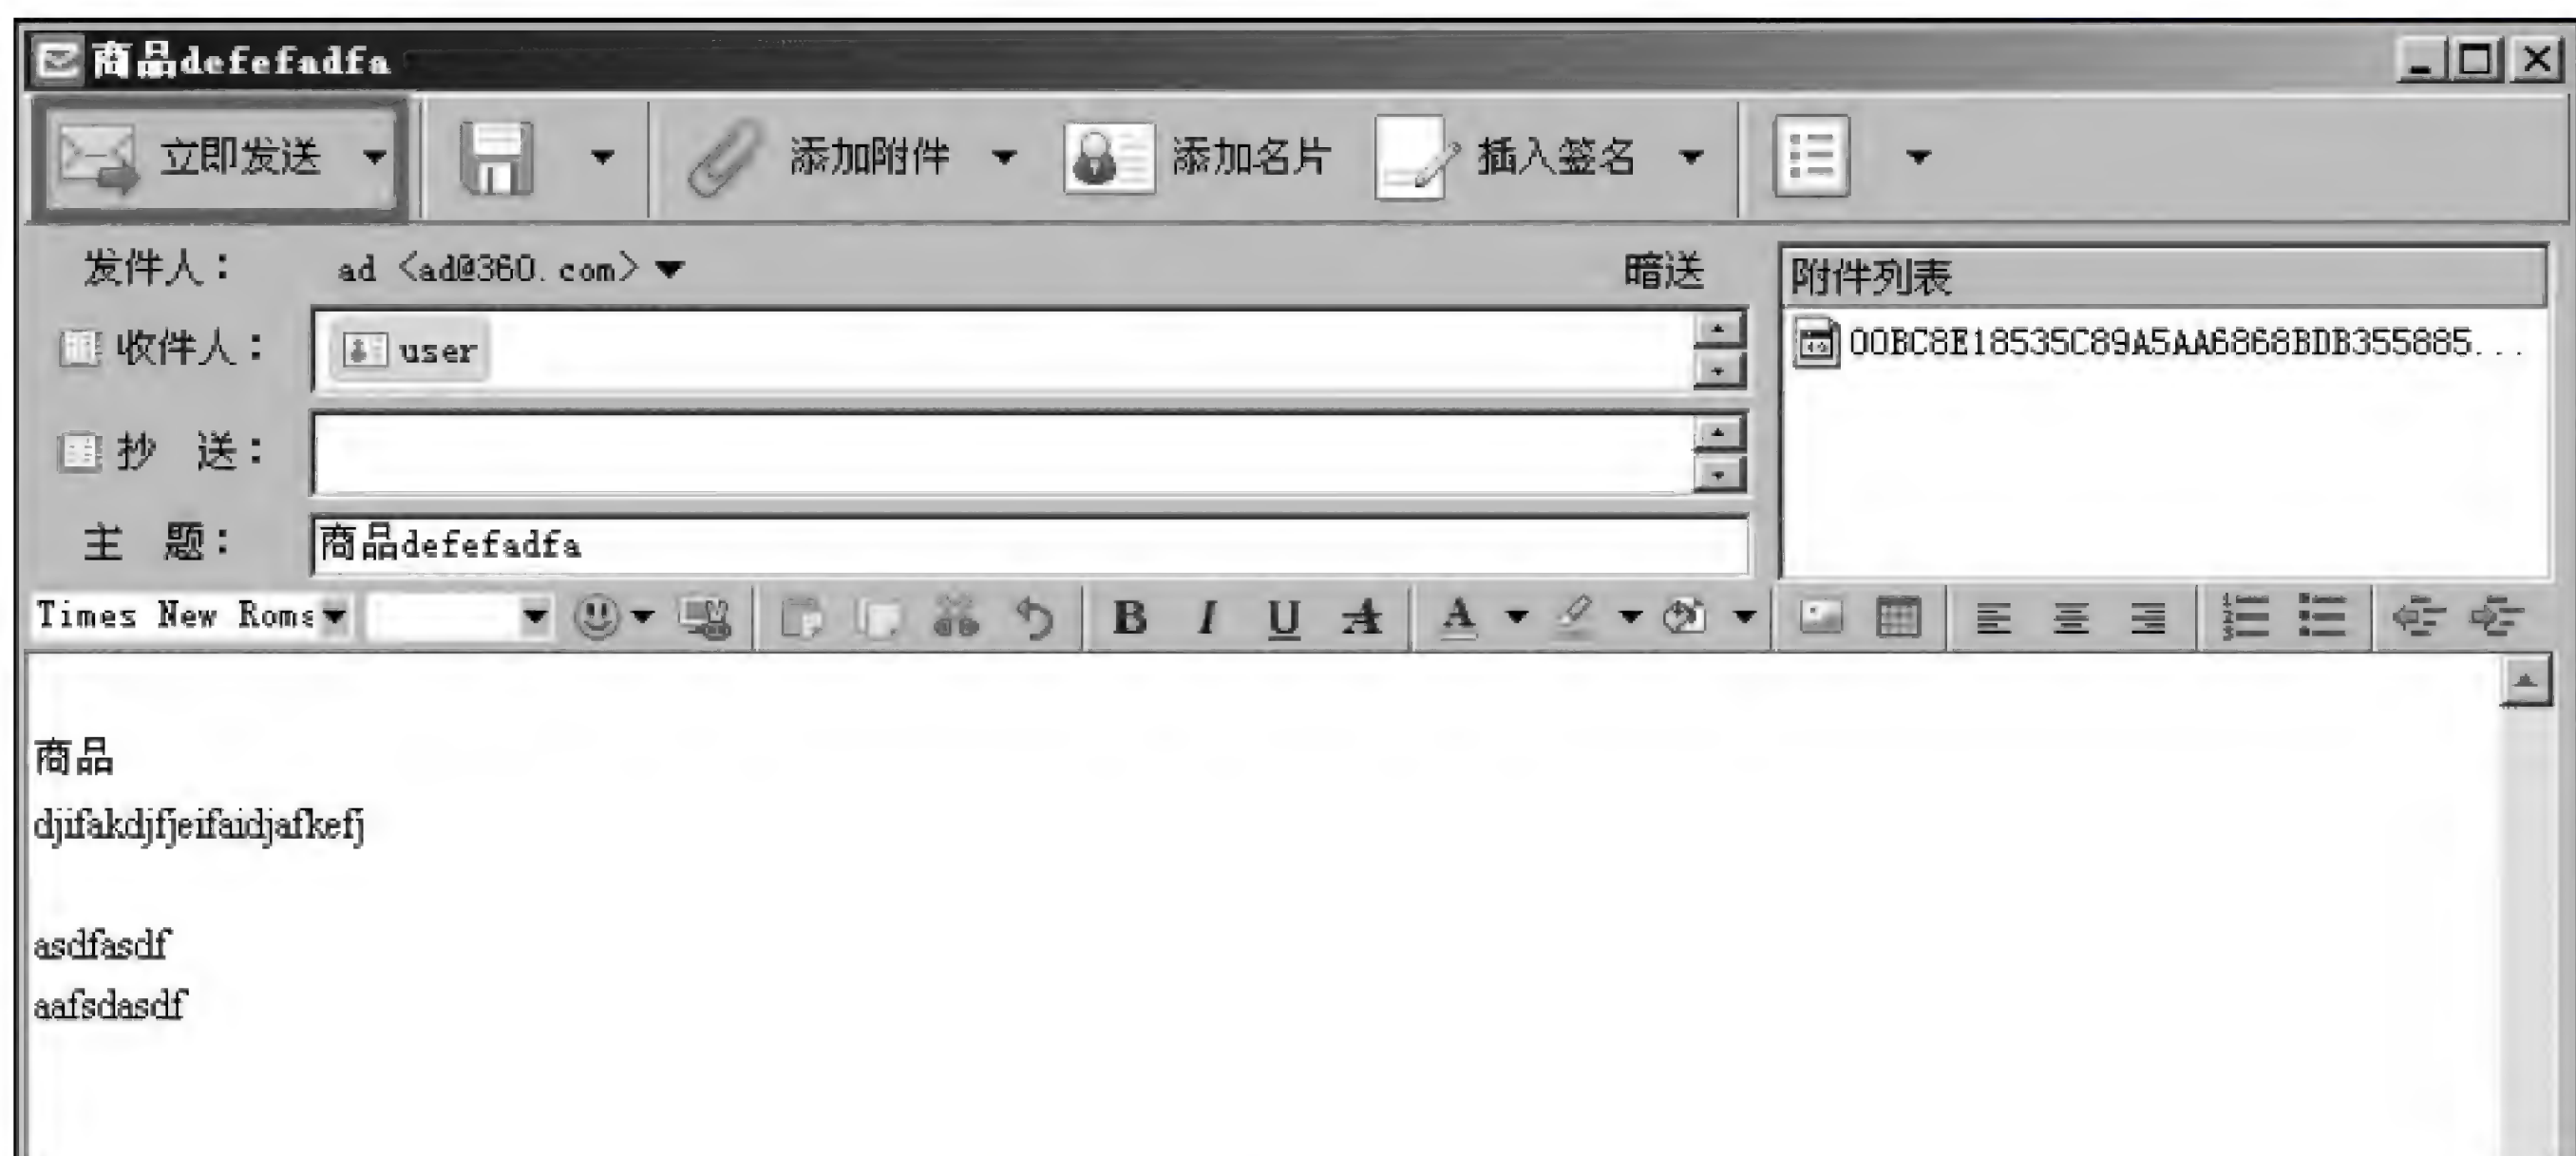 商品defefadfa
立即发送 添加附件 添加名片 插入签名
发件人： ad <ad@360.com> 暗送
收件人： user
抄 送：
主 题： 商品defefadfa
附件列表
00BC8E18535C89A5AA6868BDB355885...
Times New Roma B I U A A
商品
djifakdjfjeifaidjafkefj
asdfasdf
aafsdasdf